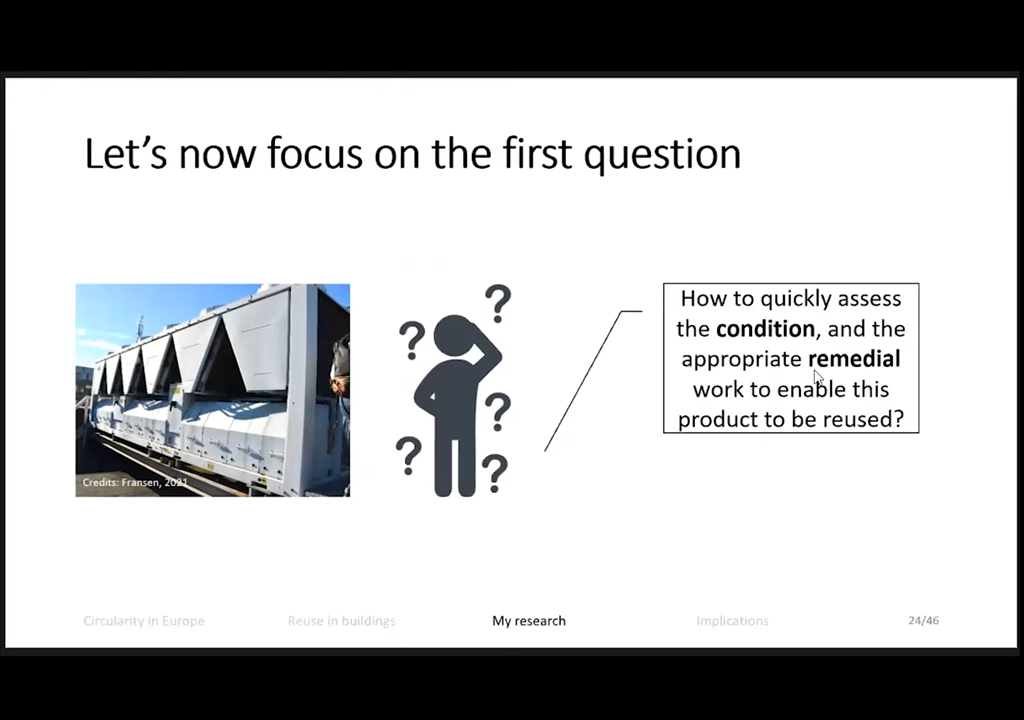 Let's now focus on the first question
?
?
?
?
?
Credits: Fransen, 2021
How to quickly assess
the condition, and the
appropriate remedial
work to enable this
product to be reused?
Circularity in Europe
Reuse in buildings
My research
Implications
24/46